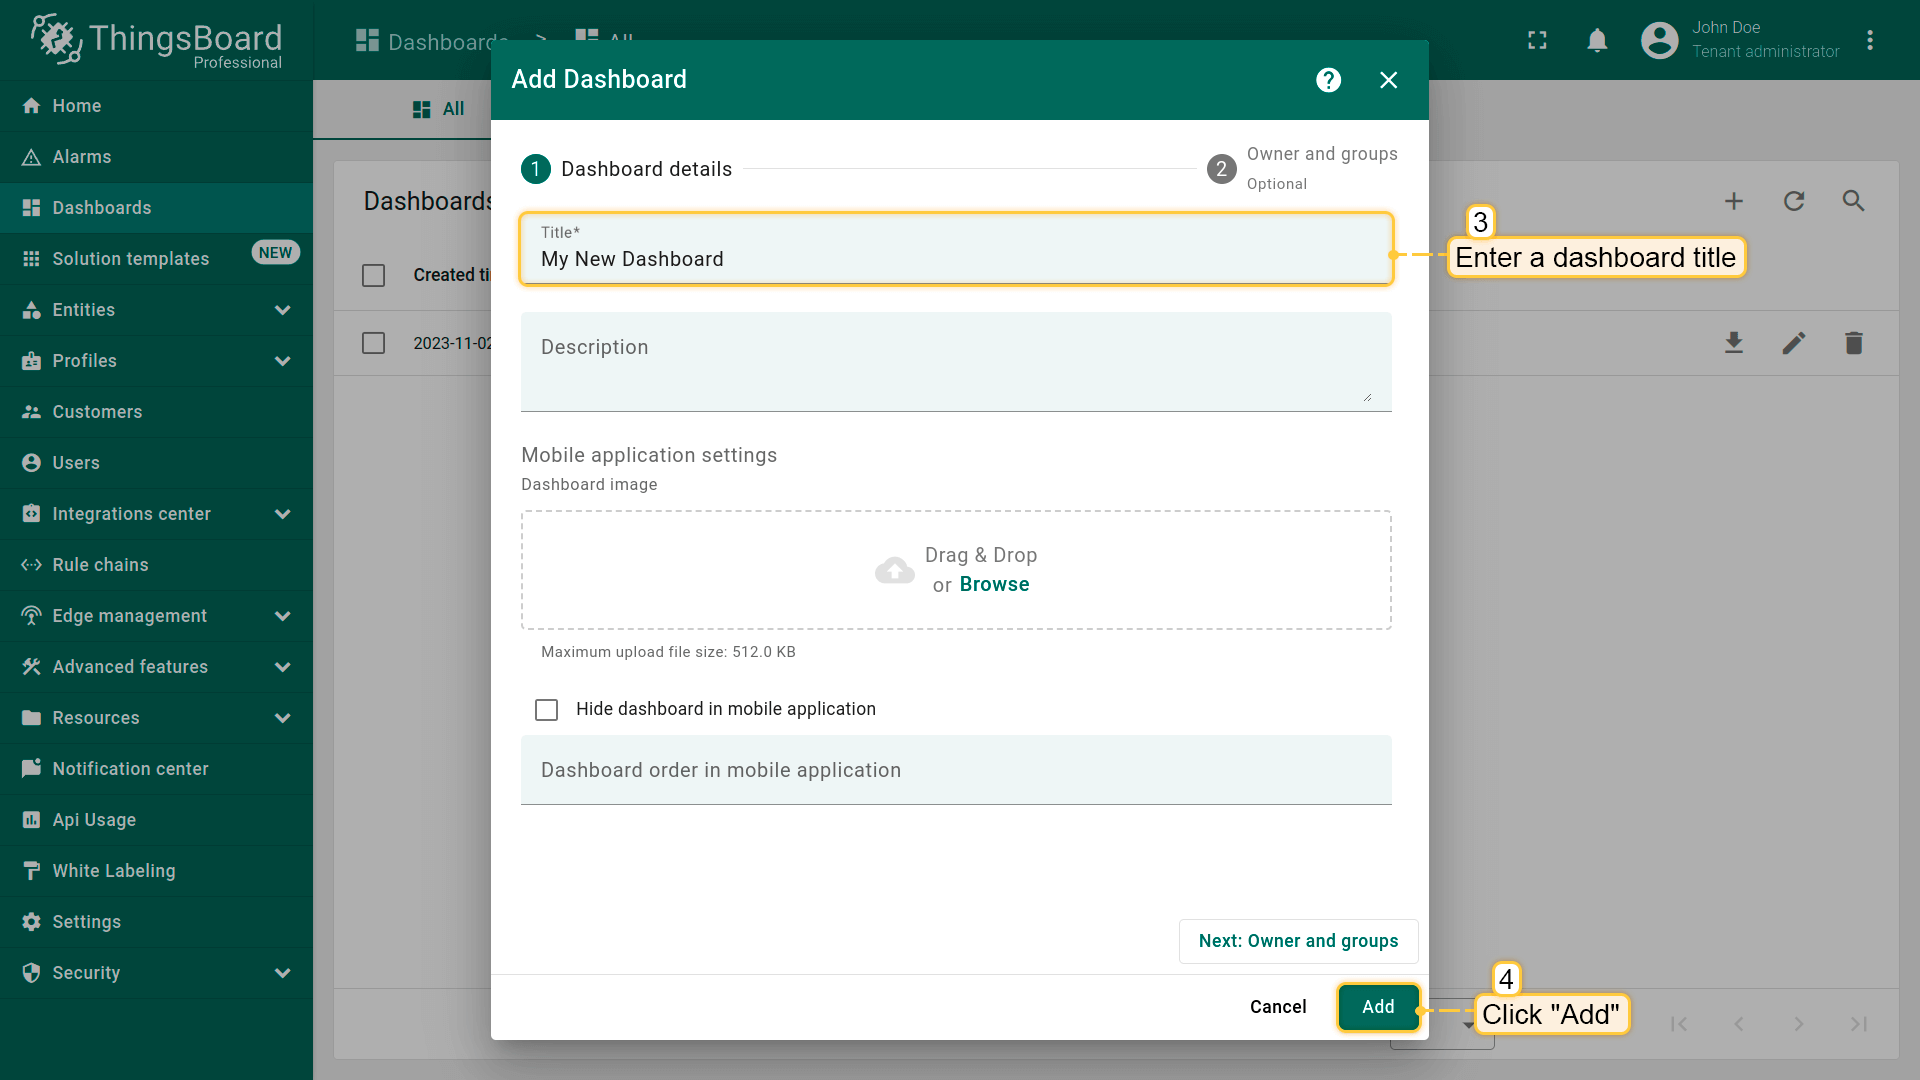 ThingsBoard
Professional
Home
Alarms
Dashboards
Solution templates
NEW
Entities
Profiles
Customers
Users
Integrations center
Rule chains
Edge management
Advanced features
Resources
Notification center
Api Usage
White Labeling
Settings
Security
Dashboards > All
John Doe
Tenant administrator
All
Dashboards
Created ti
2023-11-02
Add Dashboard
1 Dashboard details
2 Owner and groups
Optional
Title*
My New Dashboard
Description
Mobile application settings
Dashboard image
Drag & Drop
or Browse
Maximum upload file size: 512.0 KB
Hide dashboard in mobile application
Dashboard order in mobile application
Next: Owner and groups
Cancel
Add
3
Enter a dashboard title
4
Click "Add"